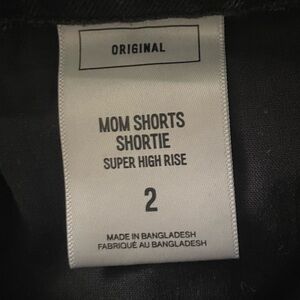 ORIGINAL
MOM SHORTS
SHORTIE
SUPER HIGH RISE
2
MADE IN BANGLADESH
FABRIQUÉ AU BANGLADESH